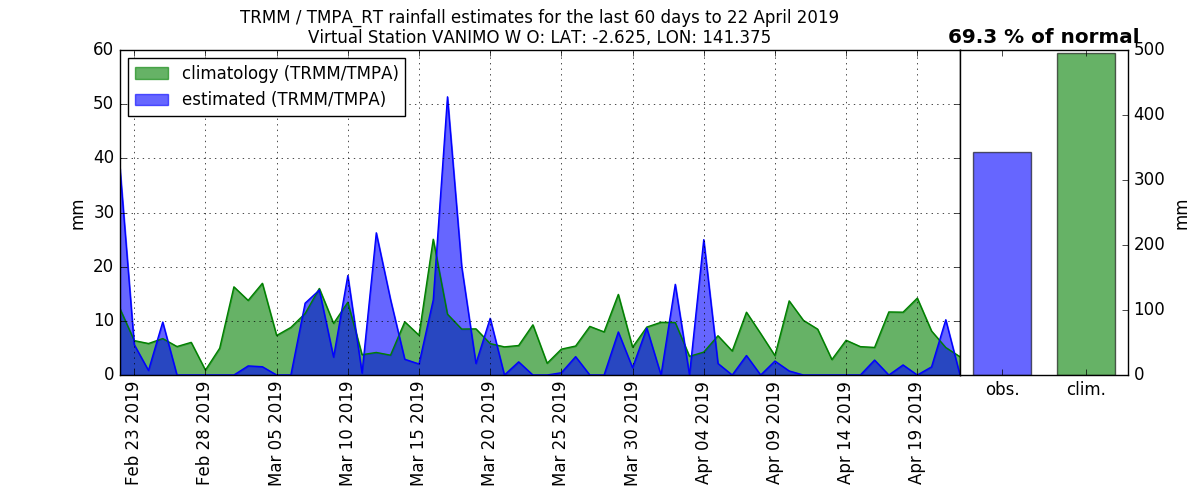 TRMM / TMPA_RT rainfall estimates for the last 60 days to 22 April 2019
Virtual Station VANIMO W O: LAT: -2.625, LON: 141.375
69.3 % of normal
climatology (TRMM/TMPA)
estimated (TRMM/TMPA)
60
50
40
30
20
10
0
mm
Feb 23 2019
Feb 28 2019
Mar 05 2019
Mar 10 2019
Mar 15 2019
Mar 20 2019
Mar 25 2019
Mar 30 2019
Apr 04 2019
Apr 09 2019
Apr 14 2019
Apr 19 2019
obs.
clim.
500
400
300
200
100
0
mm